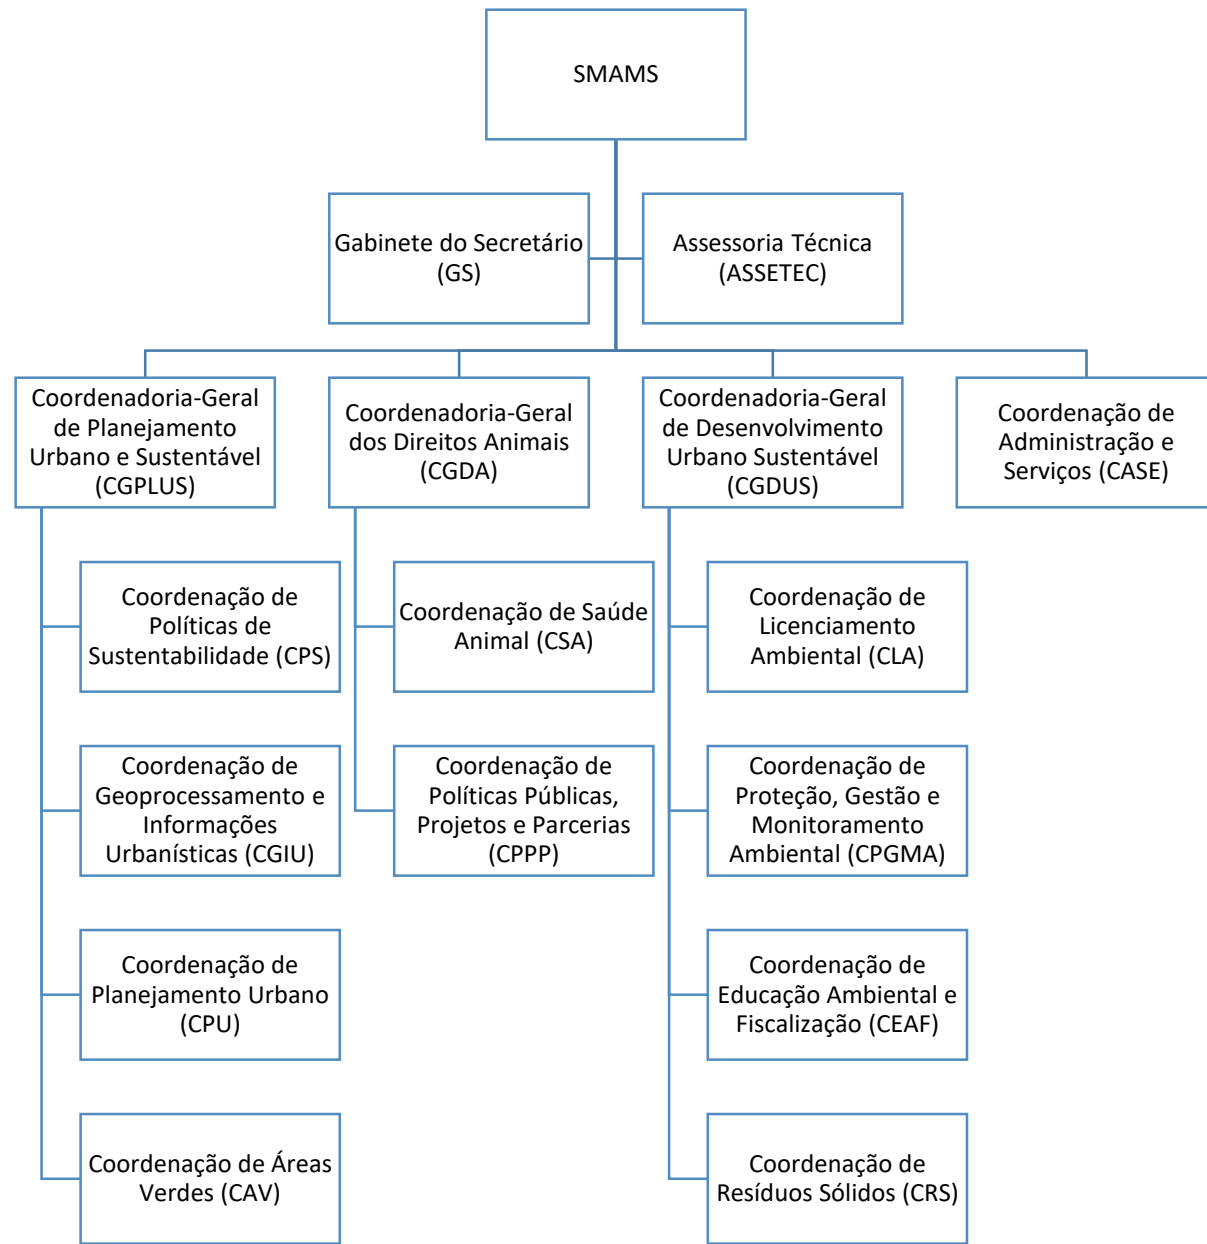 SMAMS
Gabinete do Secretário
(GS)
Assessoria Técnica
(ASSETEC)
Coordenadoria-Geral
de Planejamento
Urbano e Sustentável
(CGPLUS)
Coordenadoria-Geral
dos Direitos Animais
(CGDA)
Coordenadoria-Geral
de Desenvolvimento
Urbano Sustentável
(CGDUS)
Coordenação de
Administração e
Serviços (CASE)
Coordenação de
Políticas de
Sustentabilidade (CPS)
Coordenação de Saúde
Animal (CSA)
Coordenação de
Licenciamento
Ambiental (CLA)
Coordenação de
Geoprocessamento e
Informações
Urbanísticas (CGIU)
Coordenação de
Políticas Públicas,
Projetos e Parcerias
(CPPP)
Coordenação de
Proteção, Gestão e
Monitoramento
Ambiental (CPGMA)
Coordenação de
Planejamento Urbano
(CPU)
Coordenação de
Educação Ambiental e
Fiscalização (CEAF)
Coordenação de Áreas
Verdes (CAV)
Coordenação de
Resíduos Sólidos (CRS)